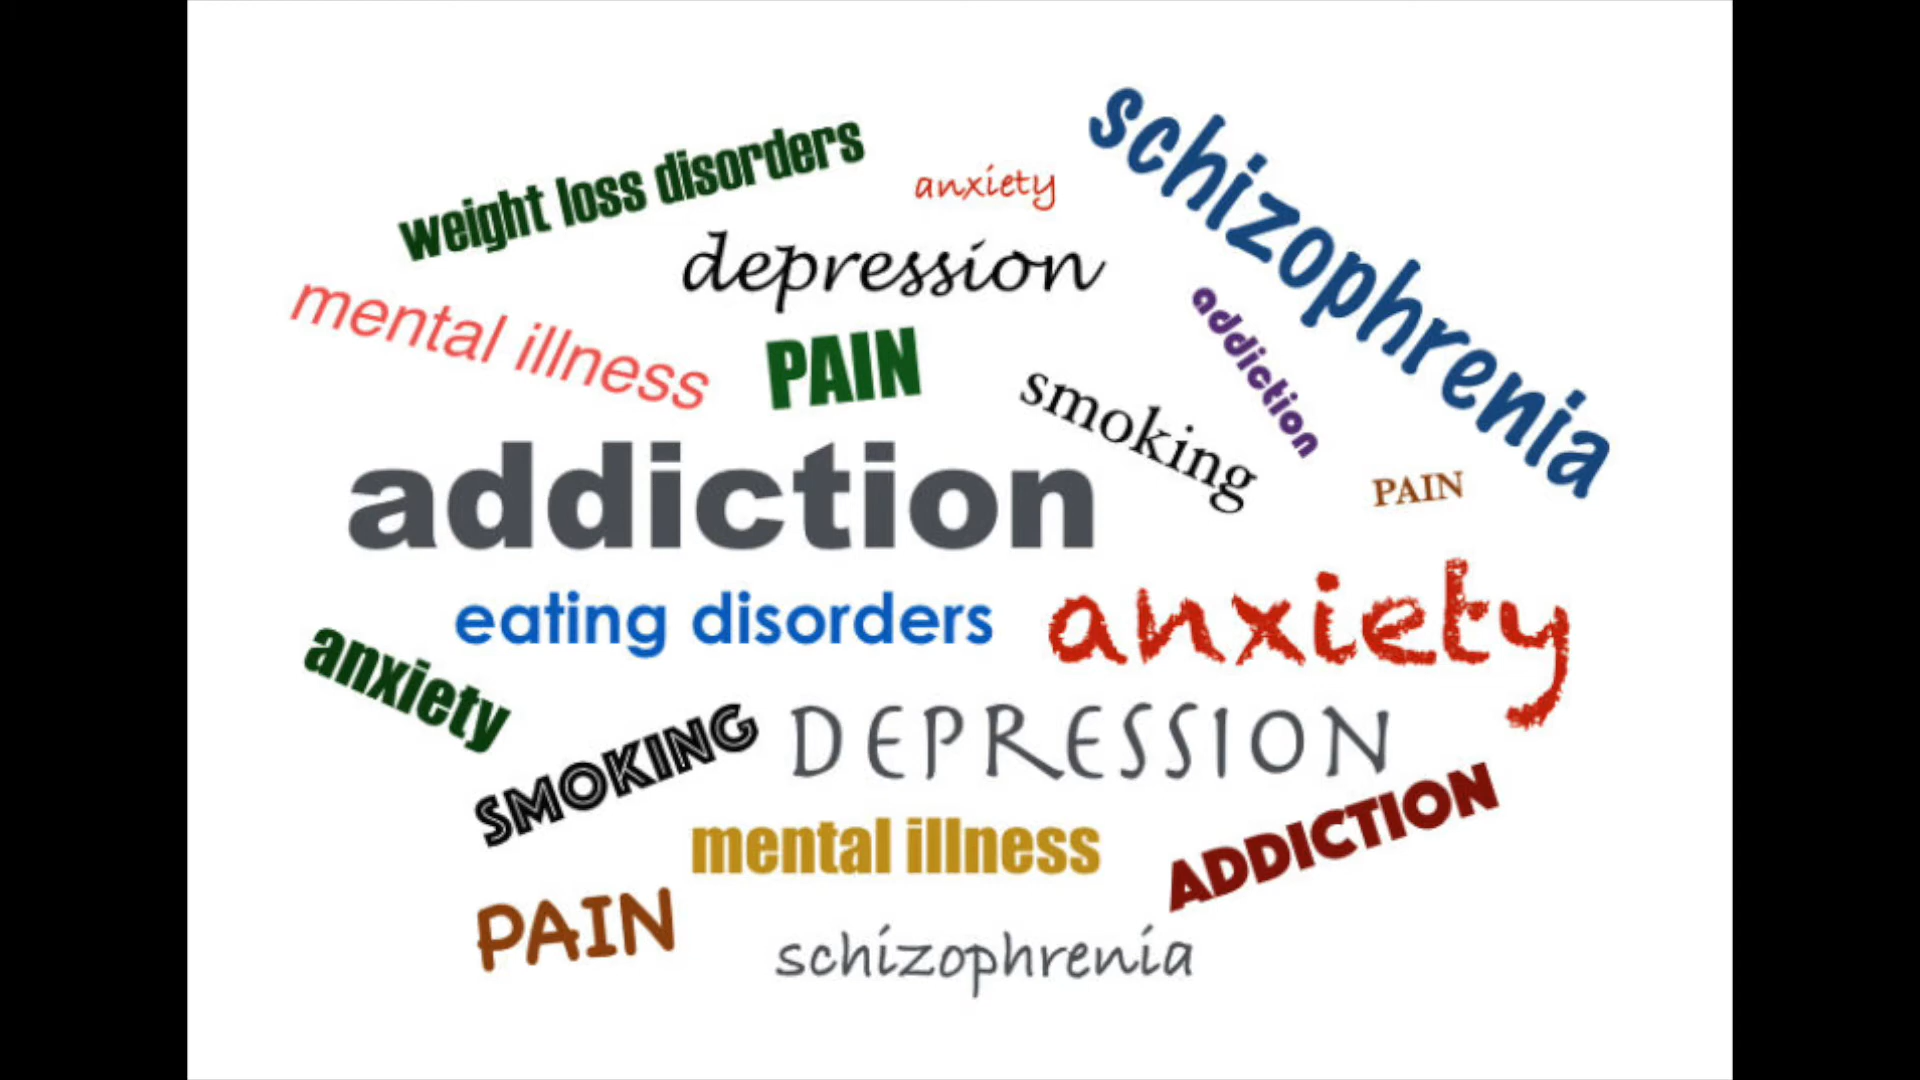 weight loss disorders
anxiety
schizophrenia
depression
mental illness
PAIN
addiction
smoking
addiction
PAIN
eating disorders
anxiety
anxiety
SMOKING
DEPRESSION
mental illness
ADDICTION
PAIN
schizophrenia